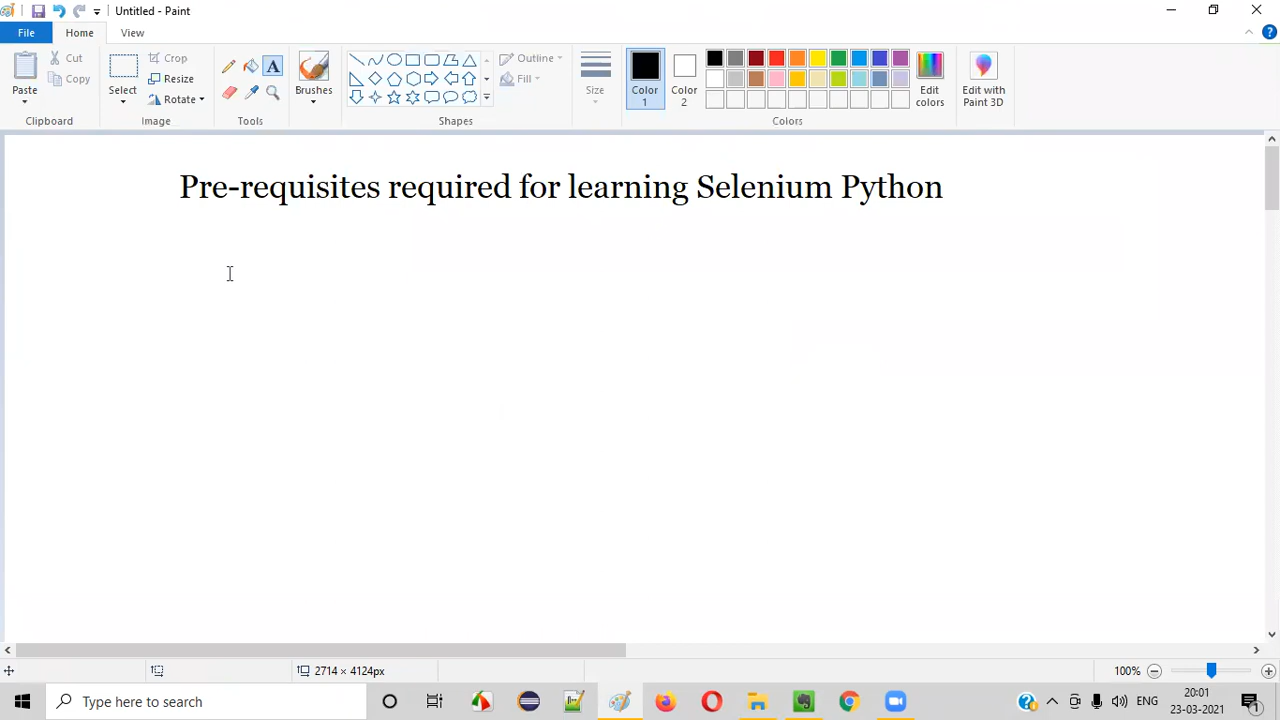 Untitled - Paint
File Home View
Paste Cut Copy Clipboard
Select Crop Resize Rotate Image
A Tools
Brushes
Shapes Outline Fill
Size
Color 1 Color 2 Colors
Edit colors
Edit with Paint 3D
Pre-requisites required for learning Selenium Python
2714 × 4124px 100%
Type here to search
ENG 20:01
23-03-2021
1